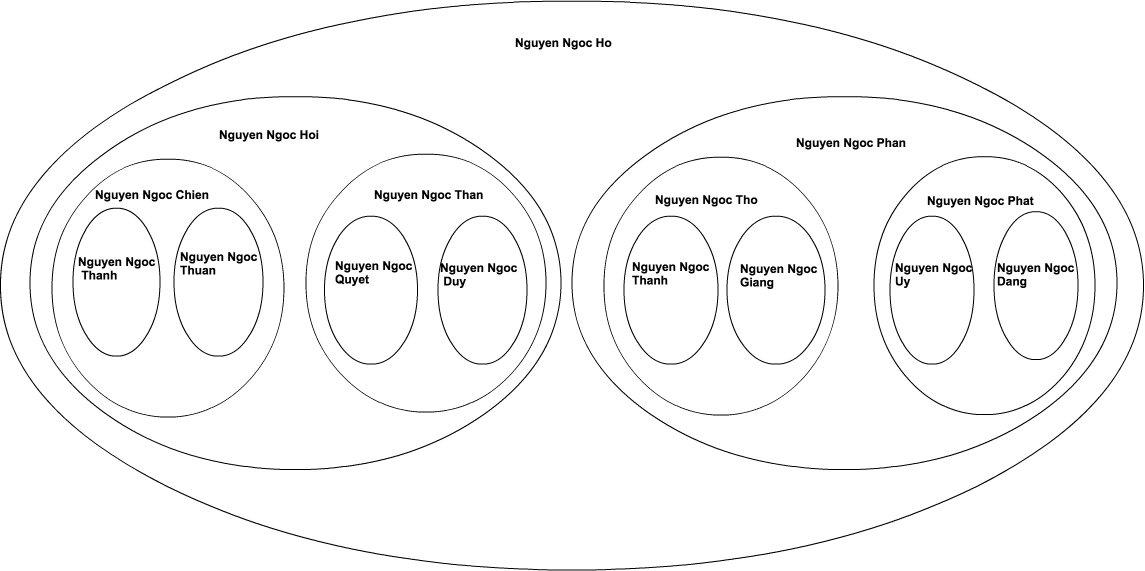 Nguyen Ngoc Ho
Nguyen Ngoc Hoi
Nguyen Ngoc Phan
Nguyen Ngoc Chien
Nguyen Ngoc Than
Nguyen Ngoc Tho
Nguyen Ngoc Phat
Nguyen Ngoc
Thanh
Nguyen Ngoc
Thuan
Nguyen Ngoc
Quyet
Nguyen Ngoc
Duy
Nguyen Ngoc
Thanh
Nguyen Ngoc
Giang
Nguyen Ngoc
Uy
Nguyen Ngoc
Dang